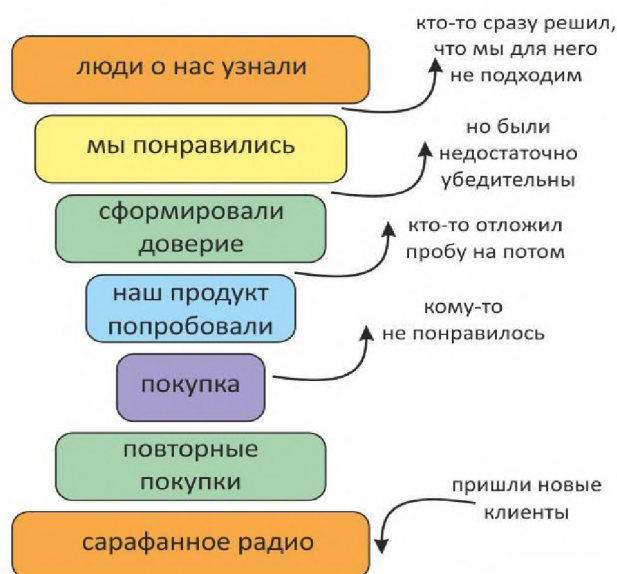 кто-то сразу решил,
что мы для него
не подходим
люди о нас узнали
мы понравились
но были
недостаточно
убедительны
сформировали
доверие
кто-то отложил
пробу на потом
наш продукт
попробовали
кому-то
не понравилось
покупка
повторные
покупки
пришли новые
клиенты
сарафанное радио